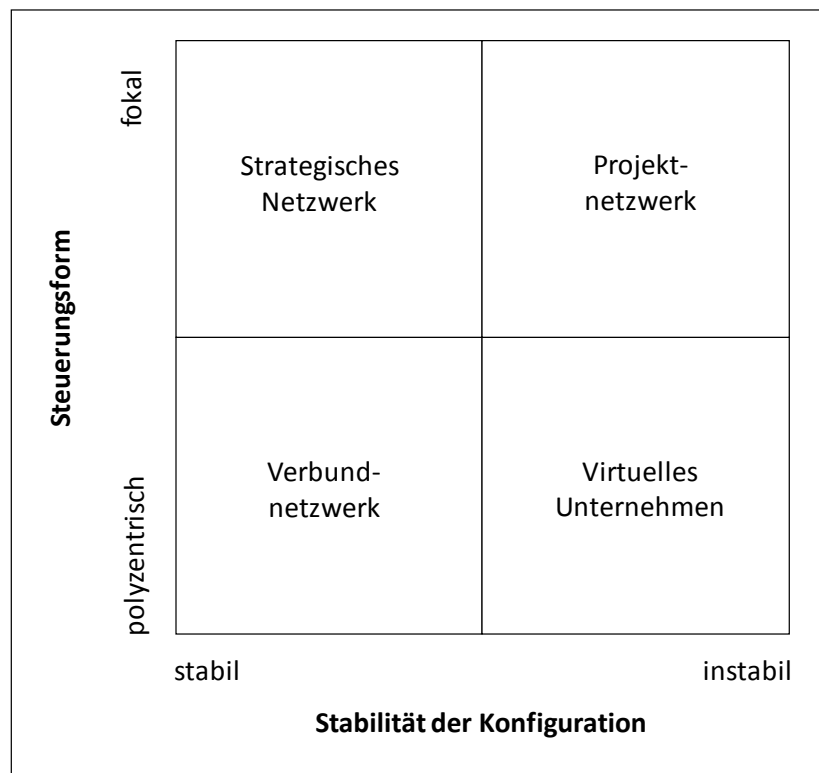 fokal
Strategisches
Netzwerk
Projekt-
netzwerk
Steuerungsform
Verbund-
netzwerk
Virtuelles
Unternehmen
polyzentrisch
stabil
instabil
Stabilität der Konfiguration